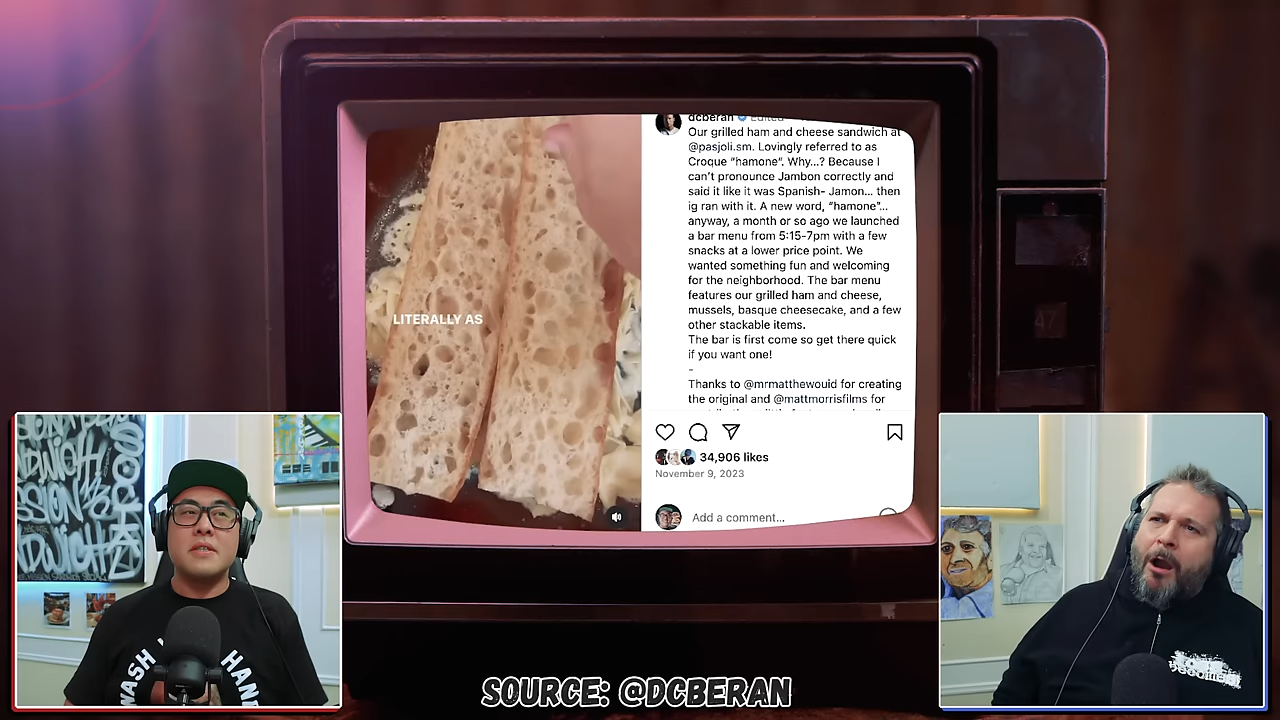 dcberan Edited
Our grilled ham and cheese sandwich at
@pasjoli.sm. Lovingly referred to as
Croque “hamone”. Why...? Because I
can’t pronounce Jambon correctly and
said it like it was Spanish- Jamon... then
ig ran with it. A new word, “hamone”...
anyway, a month or so ago we launched
a bar menu from 5:15-7pm with a few
snacks at a lower price point. We
wanted something fun and welcoming
for the neighborhood. The bar menu
features our grilled ham and cheese,
mussels, basque cheesecake, and a few
other stackable items.
The bar is first come so get there quick
if you want one!
-
Thanks to @mrmatthewouid for creating
the original and @mattmorrisfilms for
LITERALLY AS
34,906 likes
November 9, 2023
Add a comment...
47
WASH
HAND
SOURCE: @DCBERAN